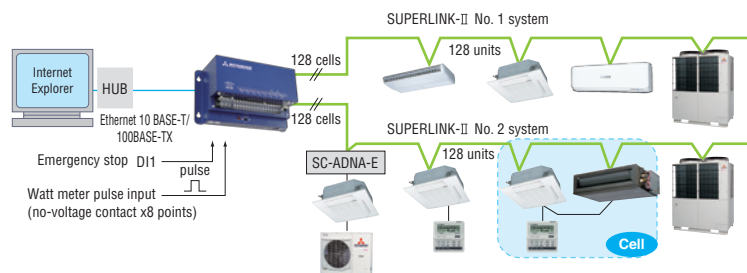 SUPERLINK-Ⅱ No. 1 system
128 cells
128 units
Internet
Explorer
HUB
Ethernet 10 BASE-T/
100BASE-TX
128 cells
SUPERLINK-Ⅱ No. 2 system
Emergency stop DI1
pulse
SC-ADNA-E
128 units
Watt meter pulse input
(no-voltage contact x8 points)
Cell